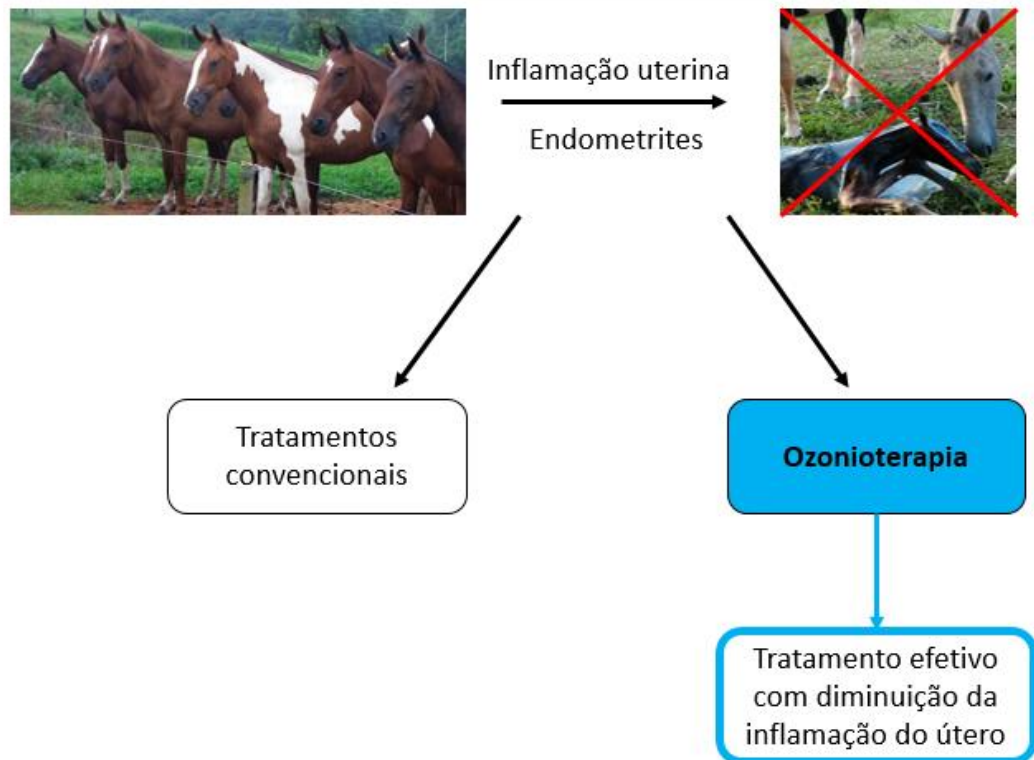 Inflamação uterina
Endometrites
Tratamentos
convencionais
Ozonioterapia
Tratamento efetivo
com diminuição da
inflamação do útero